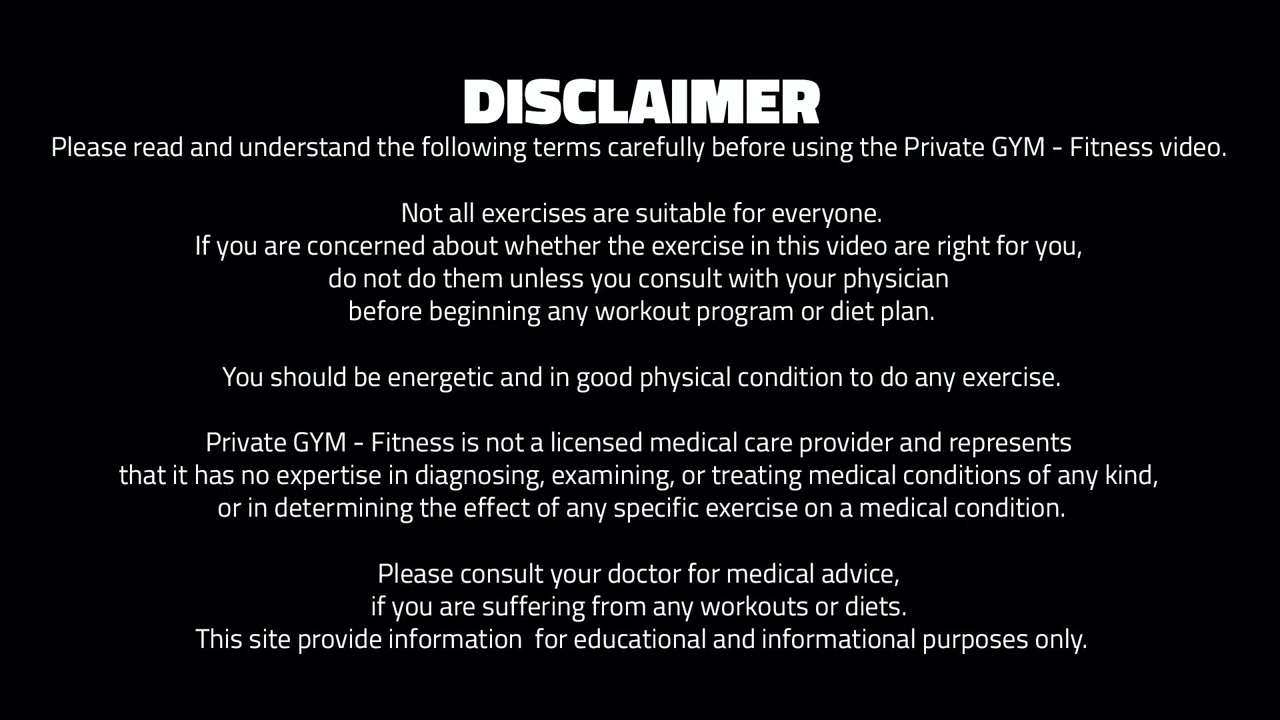 DISCLAIMER
Please read and understand the following terms carefully before using the Private GYM - Fitness video.
Not all exercises are suitable for everyone.
If you are concerned about whether the exercise in this video are right for you,
do not do them unless you consult with your physician
before beginning any workout program or diet plan.
You should be energetic and in good physical condition to do any exercise.
Private GYM - Fitness is not a licensed medical care provider and represents
that it has no expertise in diagnosing, examining, or treating medical conditions of any kind,
or in determining the effect of any specific exercise on a medical condition.
Please consult your doctor for medical advice,
if you are suffering from any workouts or diets.
This site provide information  for educational and informational purposes only.